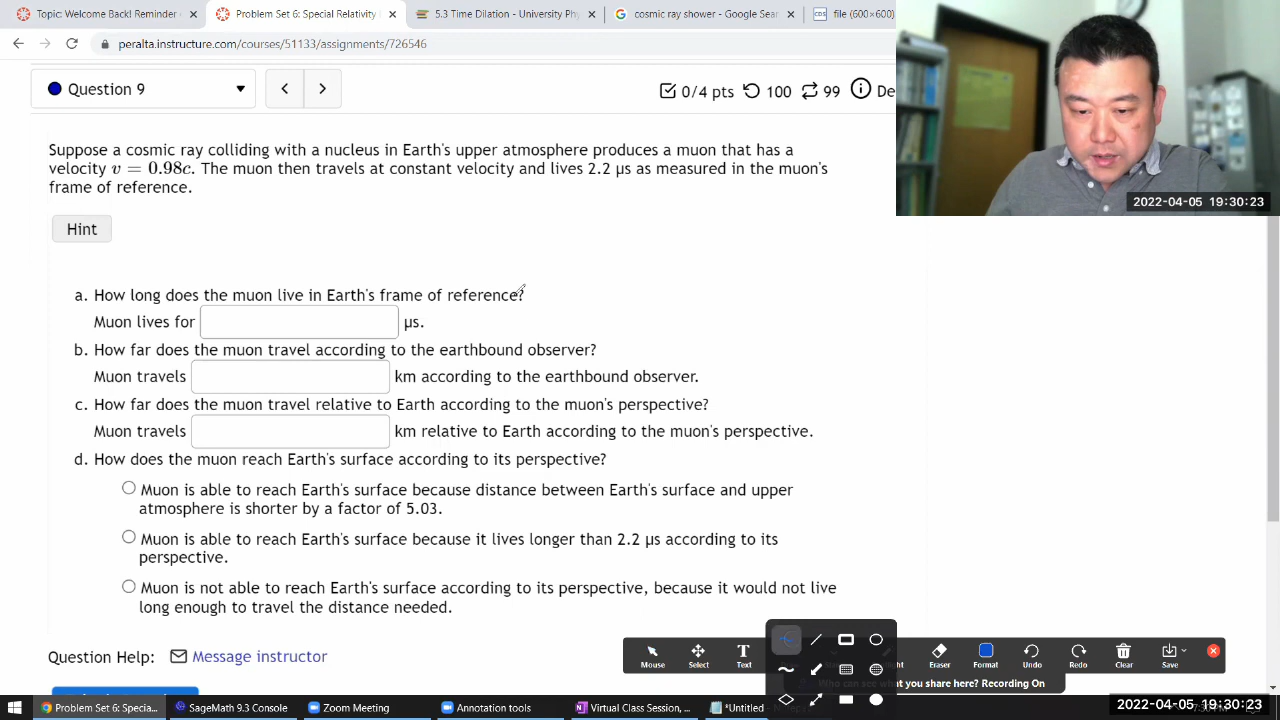 Topic Welcome Back! Reminder
Problem Set 6: Special Relativity
5.3 Time Dilation - University Ph
cosmic ray shower - Google Sear
file (600×600)
peralta.instructure.com/courses/51133/assignments/726546
Question 9
0/4 pts 100 99 De
2022-04-05 19:30:23
Suppose a cosmic ray colliding with a nucleus in Earth's upper atmosphere produces a muon that has a
velocity v = 0.98c. The muon then travels at constant velocity and lives 2.2 µs as measured in the muon's
frame of reference.
Hint
a. How long does the muon live in Earth's frame of reference?
Muon lives for µs.
b. How far does the muon travel according to the earthbound observer?
Muon travels km according to the earthbound observer.
c. How far does the muon travel relative to Earth according to the muon's perspective?
Muon travels km relative to Earth according to the muon's perspective.
d. How does the muon reach Earth's surface according to its perspective?
Muon is able to reach Earth's surface because distance between Earth's surface and upper
atmosphere is shorter by a factor of 5.03.
Muon is able to reach Earth's surface because it lives longer than 2.2 µs according to its
perspective.
Muon is not able to reach Earth's surface according to its perspective, because it would not live
long enough to travel the distance needed.
Question Help: Message instructor
Mouse Select Text Eraser Format Undo Redo Clear Save
you share here? Recording On
Problem Set 6: Spec...
SageMath 9.3 Console
Zoom Meeting
Annotation tools
Virtual Class Session, ...
*Untitled
2022-04-05 19:30:23